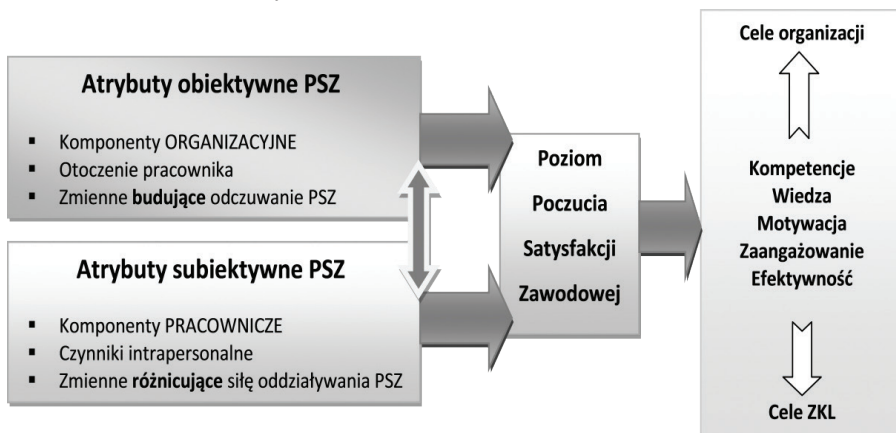 Atrybuty obiektywne PSZ
▪ Komponenty ORGANIZACYJNE
▪ Otoczenie pracownika
▪ Zmienne budujące odczuwanie PSZ
Atrybuty subiektywne PSZ
▪ Komponenty PRACOWNICZE
▪ Czynniki intrapersonalne
▪ Zmienne różnicujące siłę oddziaływania PSZ
Poziom
Poczucia
Satysfakcji
Zawodowej
Cele organizacji
Kompetencje
Wiedza
Motywacja
Zaangażowanie
Efektywność
Cele ZKL